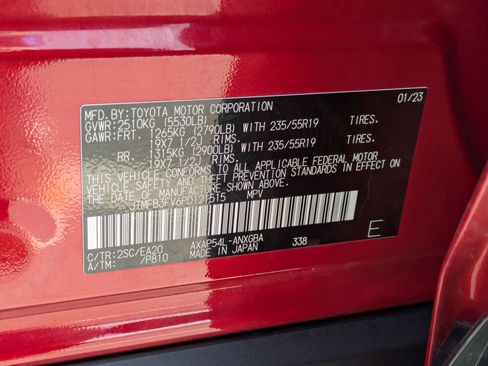 MFD.BY:TOYOTA MOTOR CORPORATION 01/23
GVWR:2510KG (5530LB)
GAWR:FRT. 1265KG (2790LB) WITH 235/55R19 TIRES.
19X7 1/2J RIMS.
RR. 1315KG (2900LB) WITH 235/55R19 TIRES.
19X7 1/2J RIMS.
THIS VEHICLE CONFORMS TO ALL APPLICABLE FEDERAL MOTOR
VEHICLE SAFETY STANDARDS IN EFFECT ON
THE DATE OF MANUFACTURE SHOWN ABOVE.
JTMFB3FV6PD121515 MPV
C/TR:2SC/EA20 AXAP54L-ANXGBA 338 E
A/TM: /P810 MADE IN JAPAN